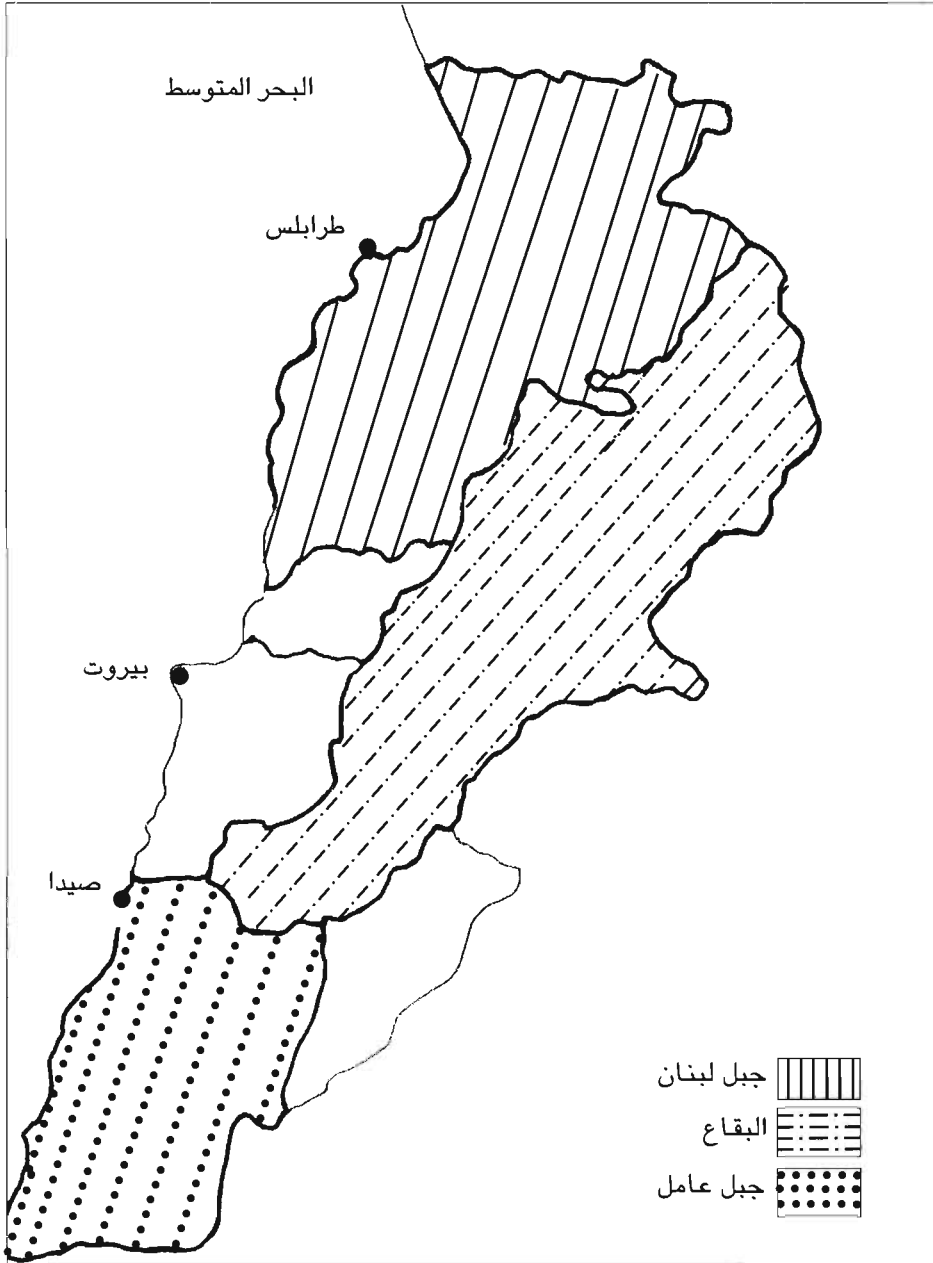 البحر المتوسط
طرابلس
بيروت
صيدا
جبل لبنان
البقاع
جبل عامل